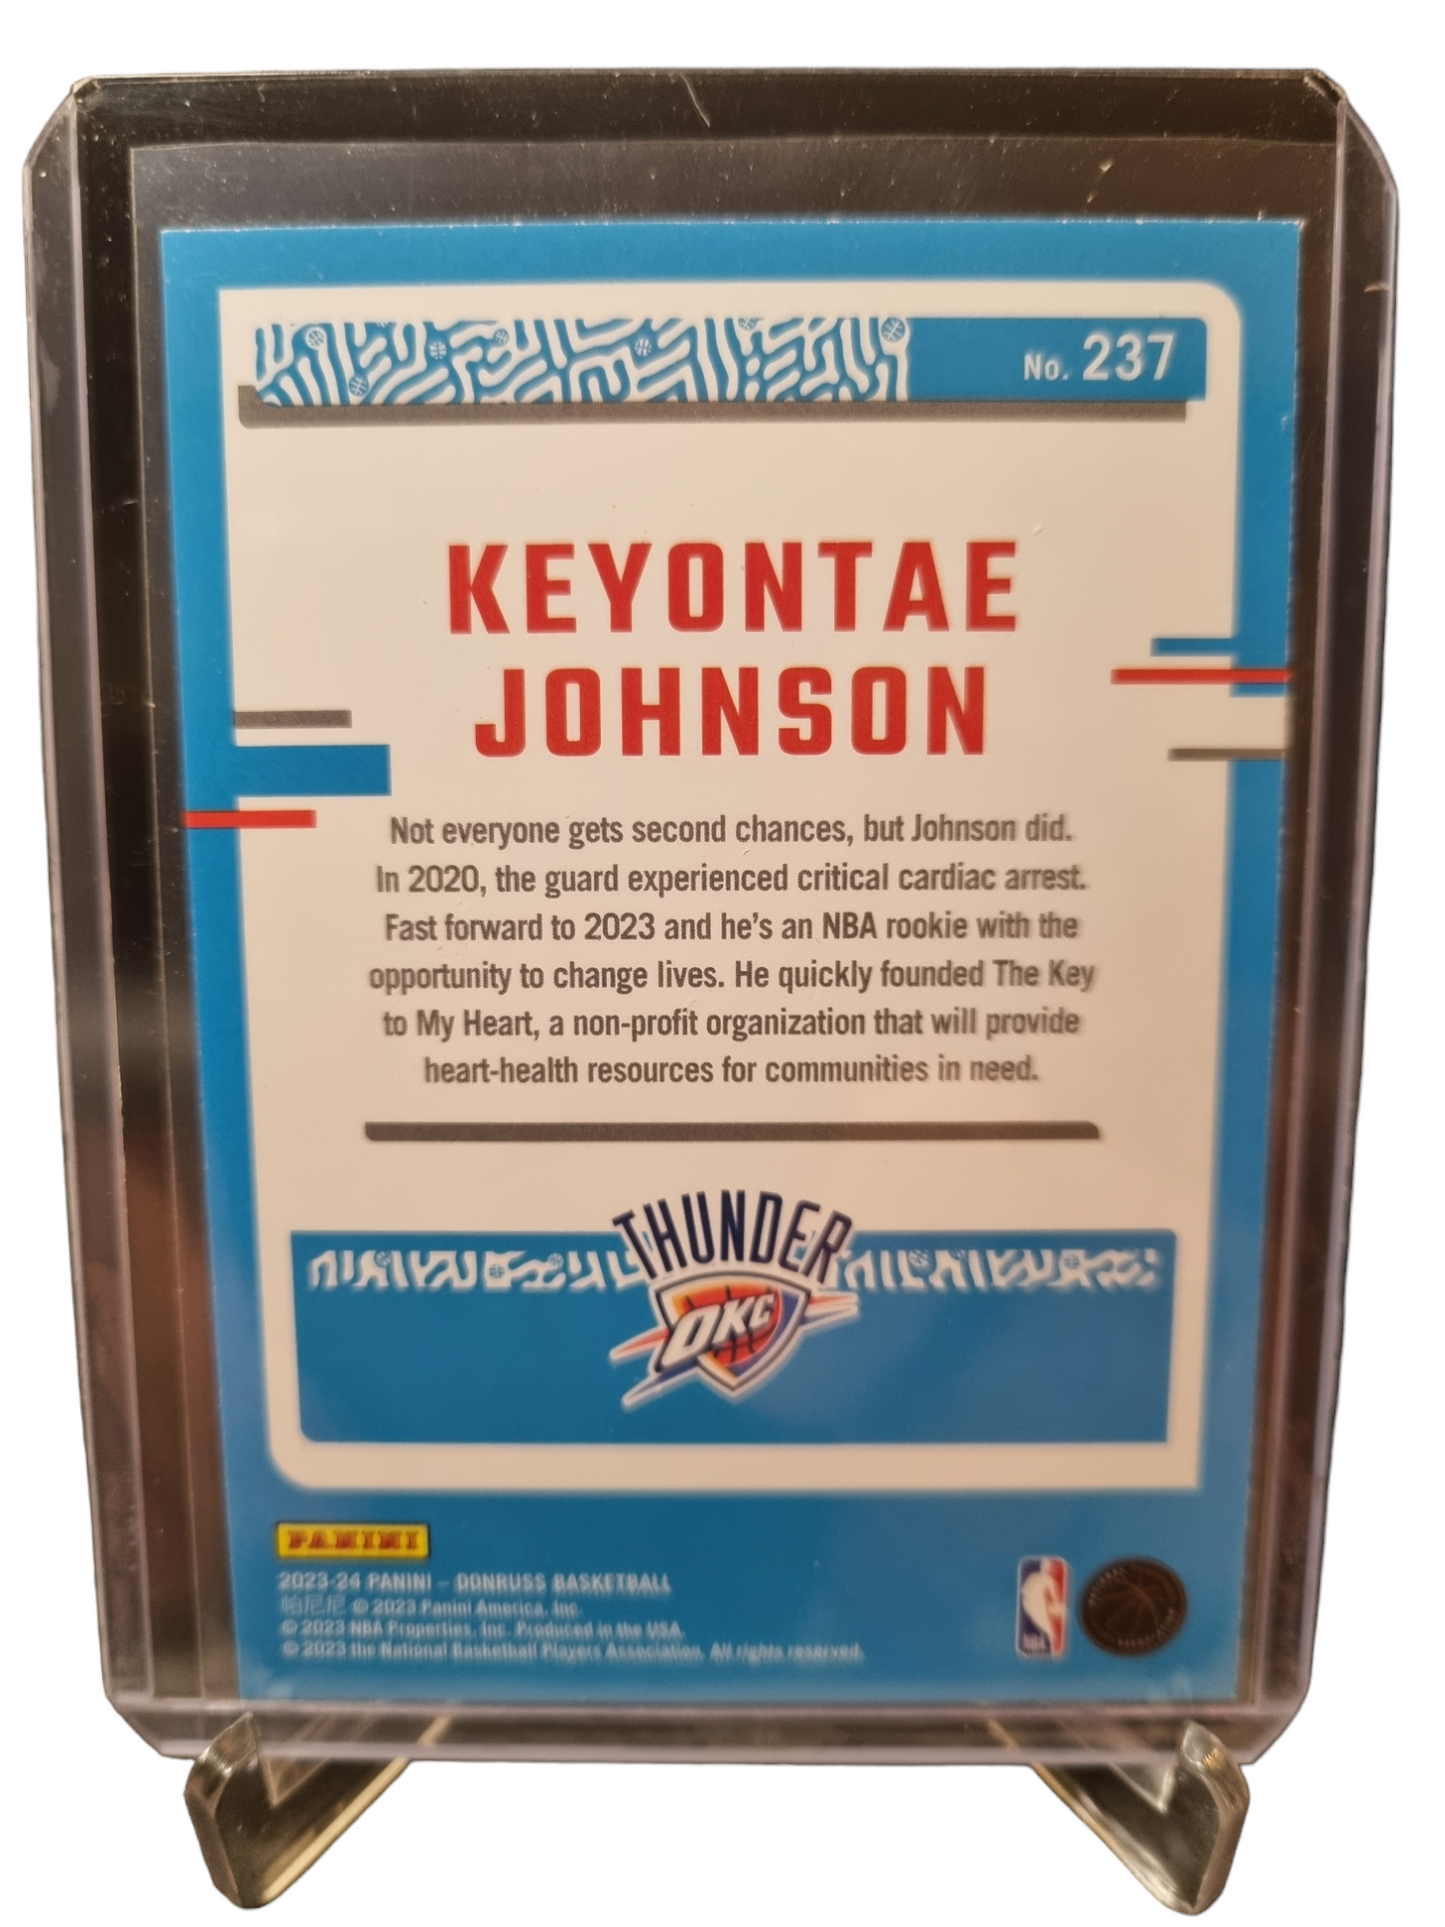 No. 237
KEYONTAE
JOHNSON
Not everyone gets second chances, but Johnson did.
In 2020, the guard experienced critical cardiac arrest.
Fast forward to 2023 and he's an NBA rookie with the
opportunity to change lives. He quickly founded The Key
to My Heart, a non-profit organization that will provide
heart-health resources for communities in need.
THUNDER
OKC
PANINI
2023-24 PANINI – DONRUSS BASKETBALL
帕尼尼 © 2023 Panini America, Inc.
© 2023 NBA Properties, Inc. Produced in the USA.
© 2023 the National Basketball Players Association. All rights reserved.
NBA